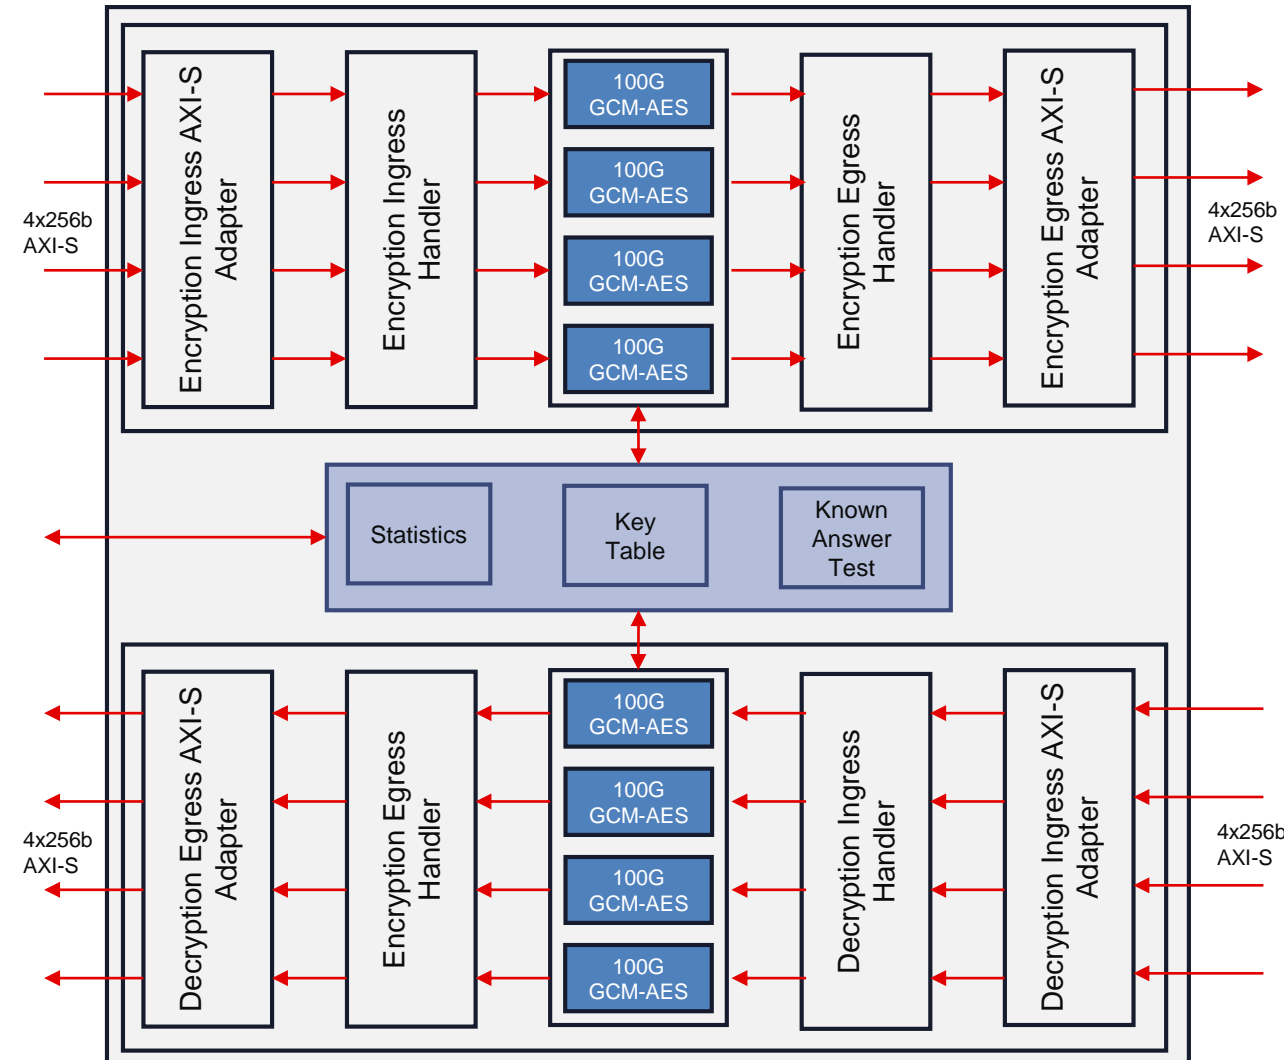 4x256b
AXI-S
Encryption Ingress AXI-S
Adapter
Encryption Ingress
Handler
100G
GCM-AES
100G
GCM-AES
100G
GCM-AES
100G
GCM-AES
Encryption Egress
Handler
Encryption Egress AXI-S
Adapter
4x256b
AXI-S
Statistics
Key
Table
Known
Answer
Test
4x256b
AXI-S
Decryption Egress AXI-S
Adapter
Encryption Egress
Handler
100G
GCM-AES
100G
GCM-AES
100G
GCM-AES
100G
GCM-AES
Decryption Ingress
Handler
Decryption Ingress AXI-S
Adapter
4x256b
AXI-S